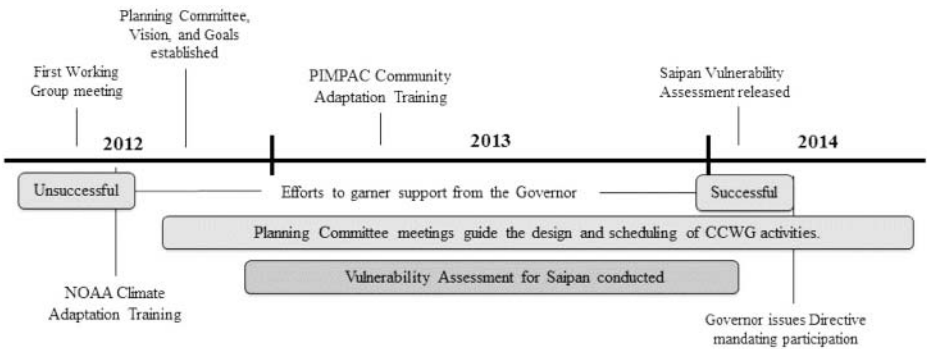 Planning Committee,
Vision, and Goals
established
First Working
Group meeting
PIMPAC Community
Adaptation Training
Saipan Vulnerability
Assessment released
2012
2013
2014
Unsuccessful
Efforts to garner support from the Governor
Successful
Planning Committee meetings guide the design and scheduling of CCWG activities.
Vulnerability Assessment for Saipan conducted
NOAA Climate
Adaptation Training
Governor issues Directive
mandating participation